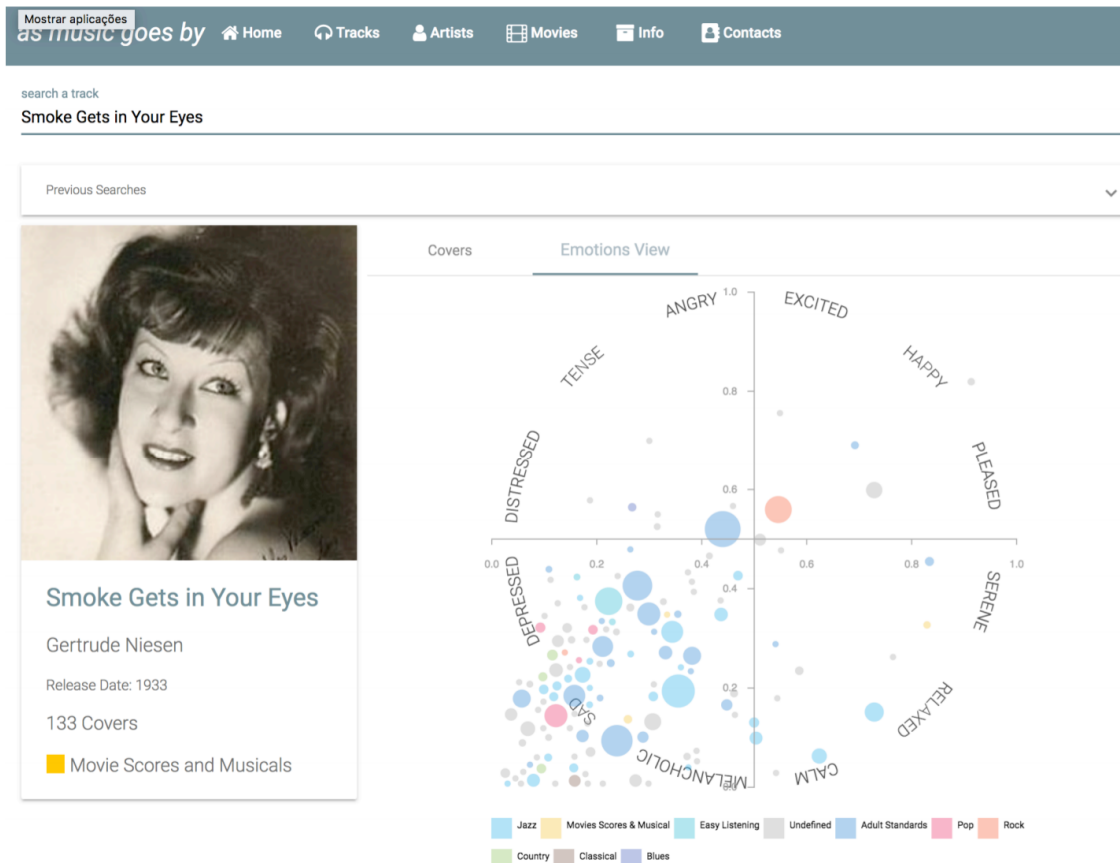 Mostrar aplicações
as music goes by Home Tracks Artists Movies Info Contacts
search a track
Smoke Gets in Your Eyes
Previous Searches
Covers Emotions View
ANGRY EXCITED
TENSE HAPPY
DISTRESSED PLEASED
DEPRESSED SERENE
SAD RELAXED
MELANCHOLIC CALM
1.0
0.8
0.6
0.0 0.2 0.4 0.6 0.8 1.0
0.4
0.2
0.0
Smoke Gets in Your Eyes
Gertrude Niesen
Release Date: 1933
133 Covers
Movie Scores and Musicals
Jazz Movies Scores & Musical Easy Listening Undefined Adult Standards Pop Rock
Country Classical Blues